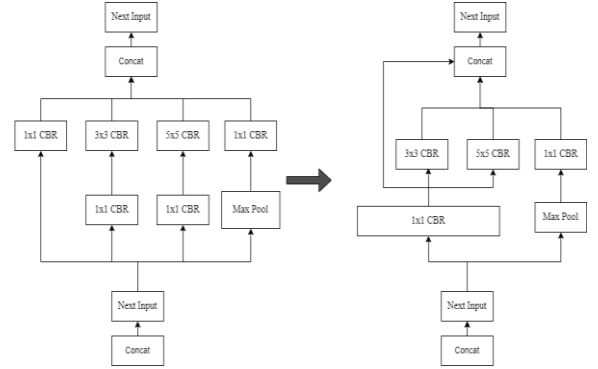 Next Input
Concat
1x1 CBR
3x3 CBR
5x5 CBR
1x1 CBR
1x1 CBR
1x1 CBR
Max Pool
Next Input
Concat
Next Input
Concat
3x3 CBR
5x5 CBR
1x1 CBR
1x1 CBR
Max Pool
Next Input
Concat